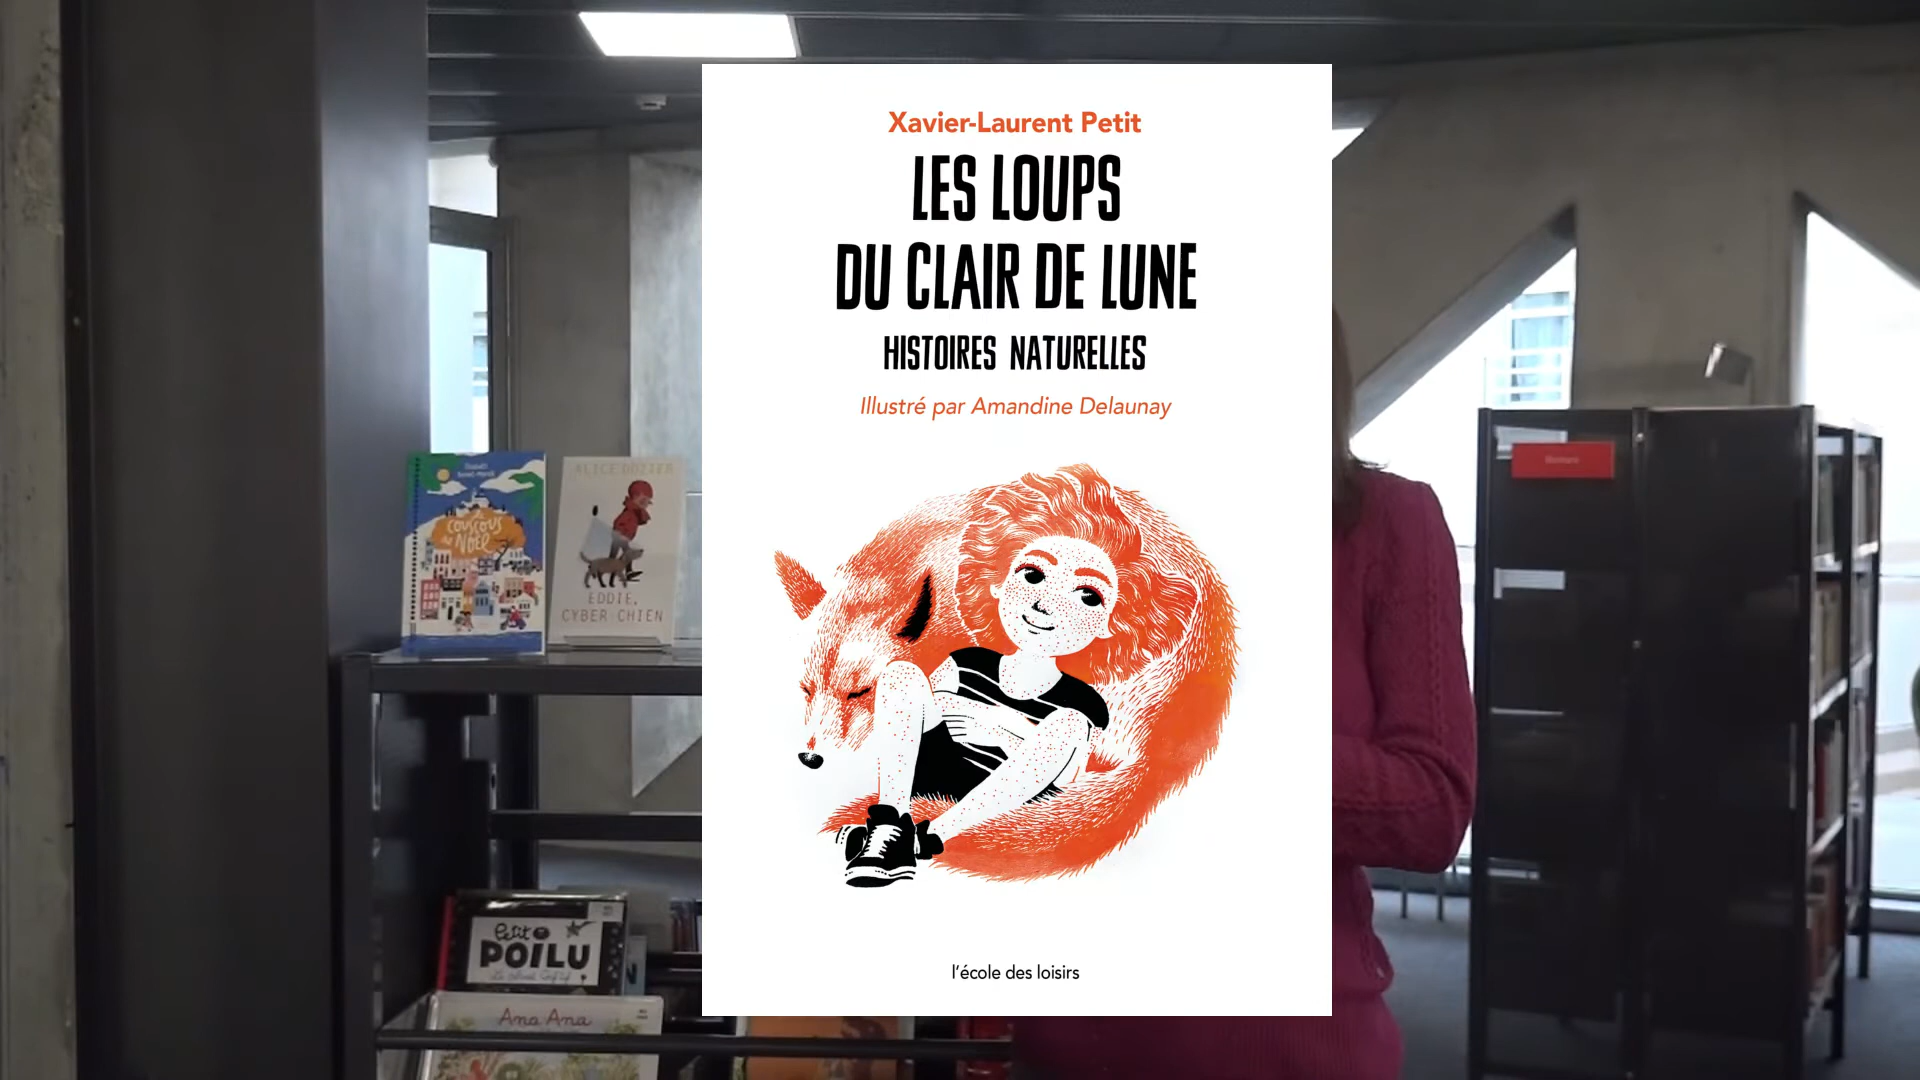 Xavier-Laurent Petit
LES LOUPS
DU CLAIR DE LUNE
HISTOIRES NATURELLES
Illustré par Amandine Delaunay
l'école des loisirs
COUSCOUS
de NOËL
ALICE DOZIER
EDDIE,
CYBER CHIEN
Petit
POILU
Ana Ana